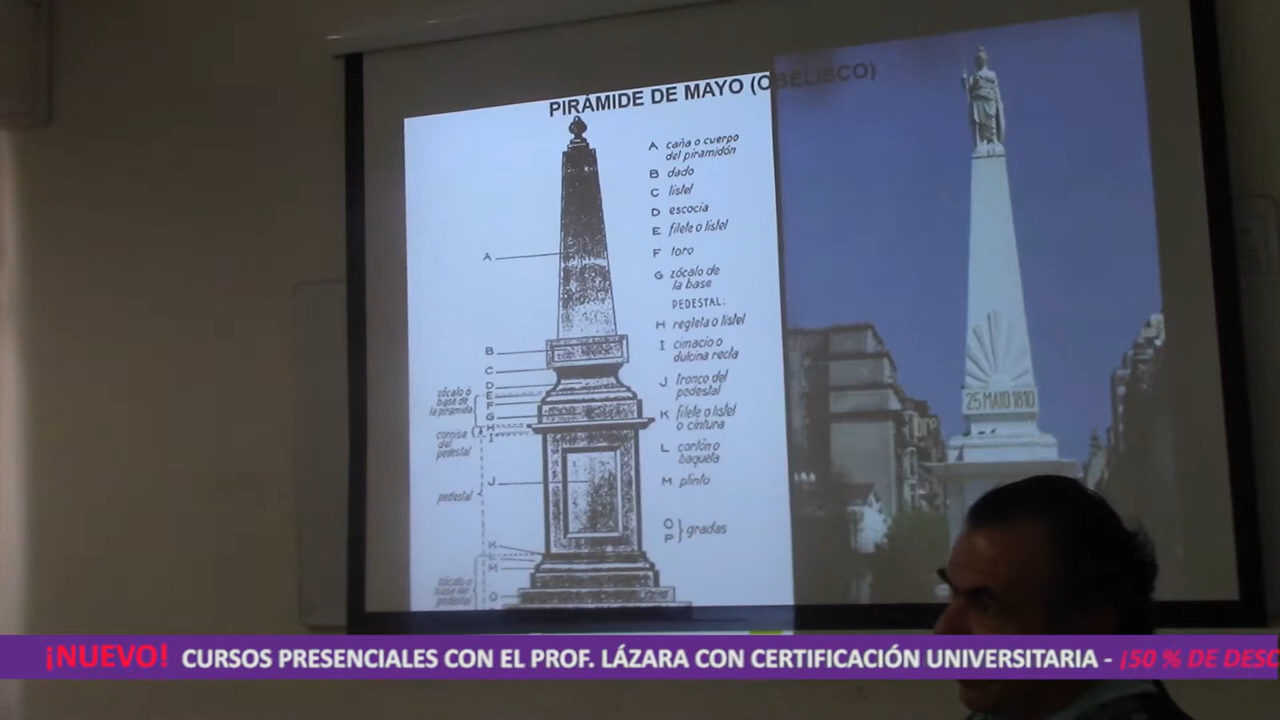 PIRÁMIDE DE MAYO (OBELISCO)
A caña o cuerpo
del piramidón
B dado
C listel
D escocia
E filete o listel
F toro
G zócalo de
la base
PEDESTAL:
H regleta o listel
I cimacio o
dulcina recta
J tronco del
pedestal
K filete o listel
o cintura
L cortón o
baqueta
M plinto
O
P } gradas
A
B
C
D
E
F
G
H
I
J
K
L
M
O
zócalo ó
base de
la pirámide
cornisa
del
pedestal
pedestal
zócalo o
base del
pedestal
25 MAYO 1810
¡NUEVO! CURSOS PRESENCIALES CON EL PROF. LÁZARA CON CERTIFICACIÓN UNIVERSITARIA - ¡50 % DE DESC